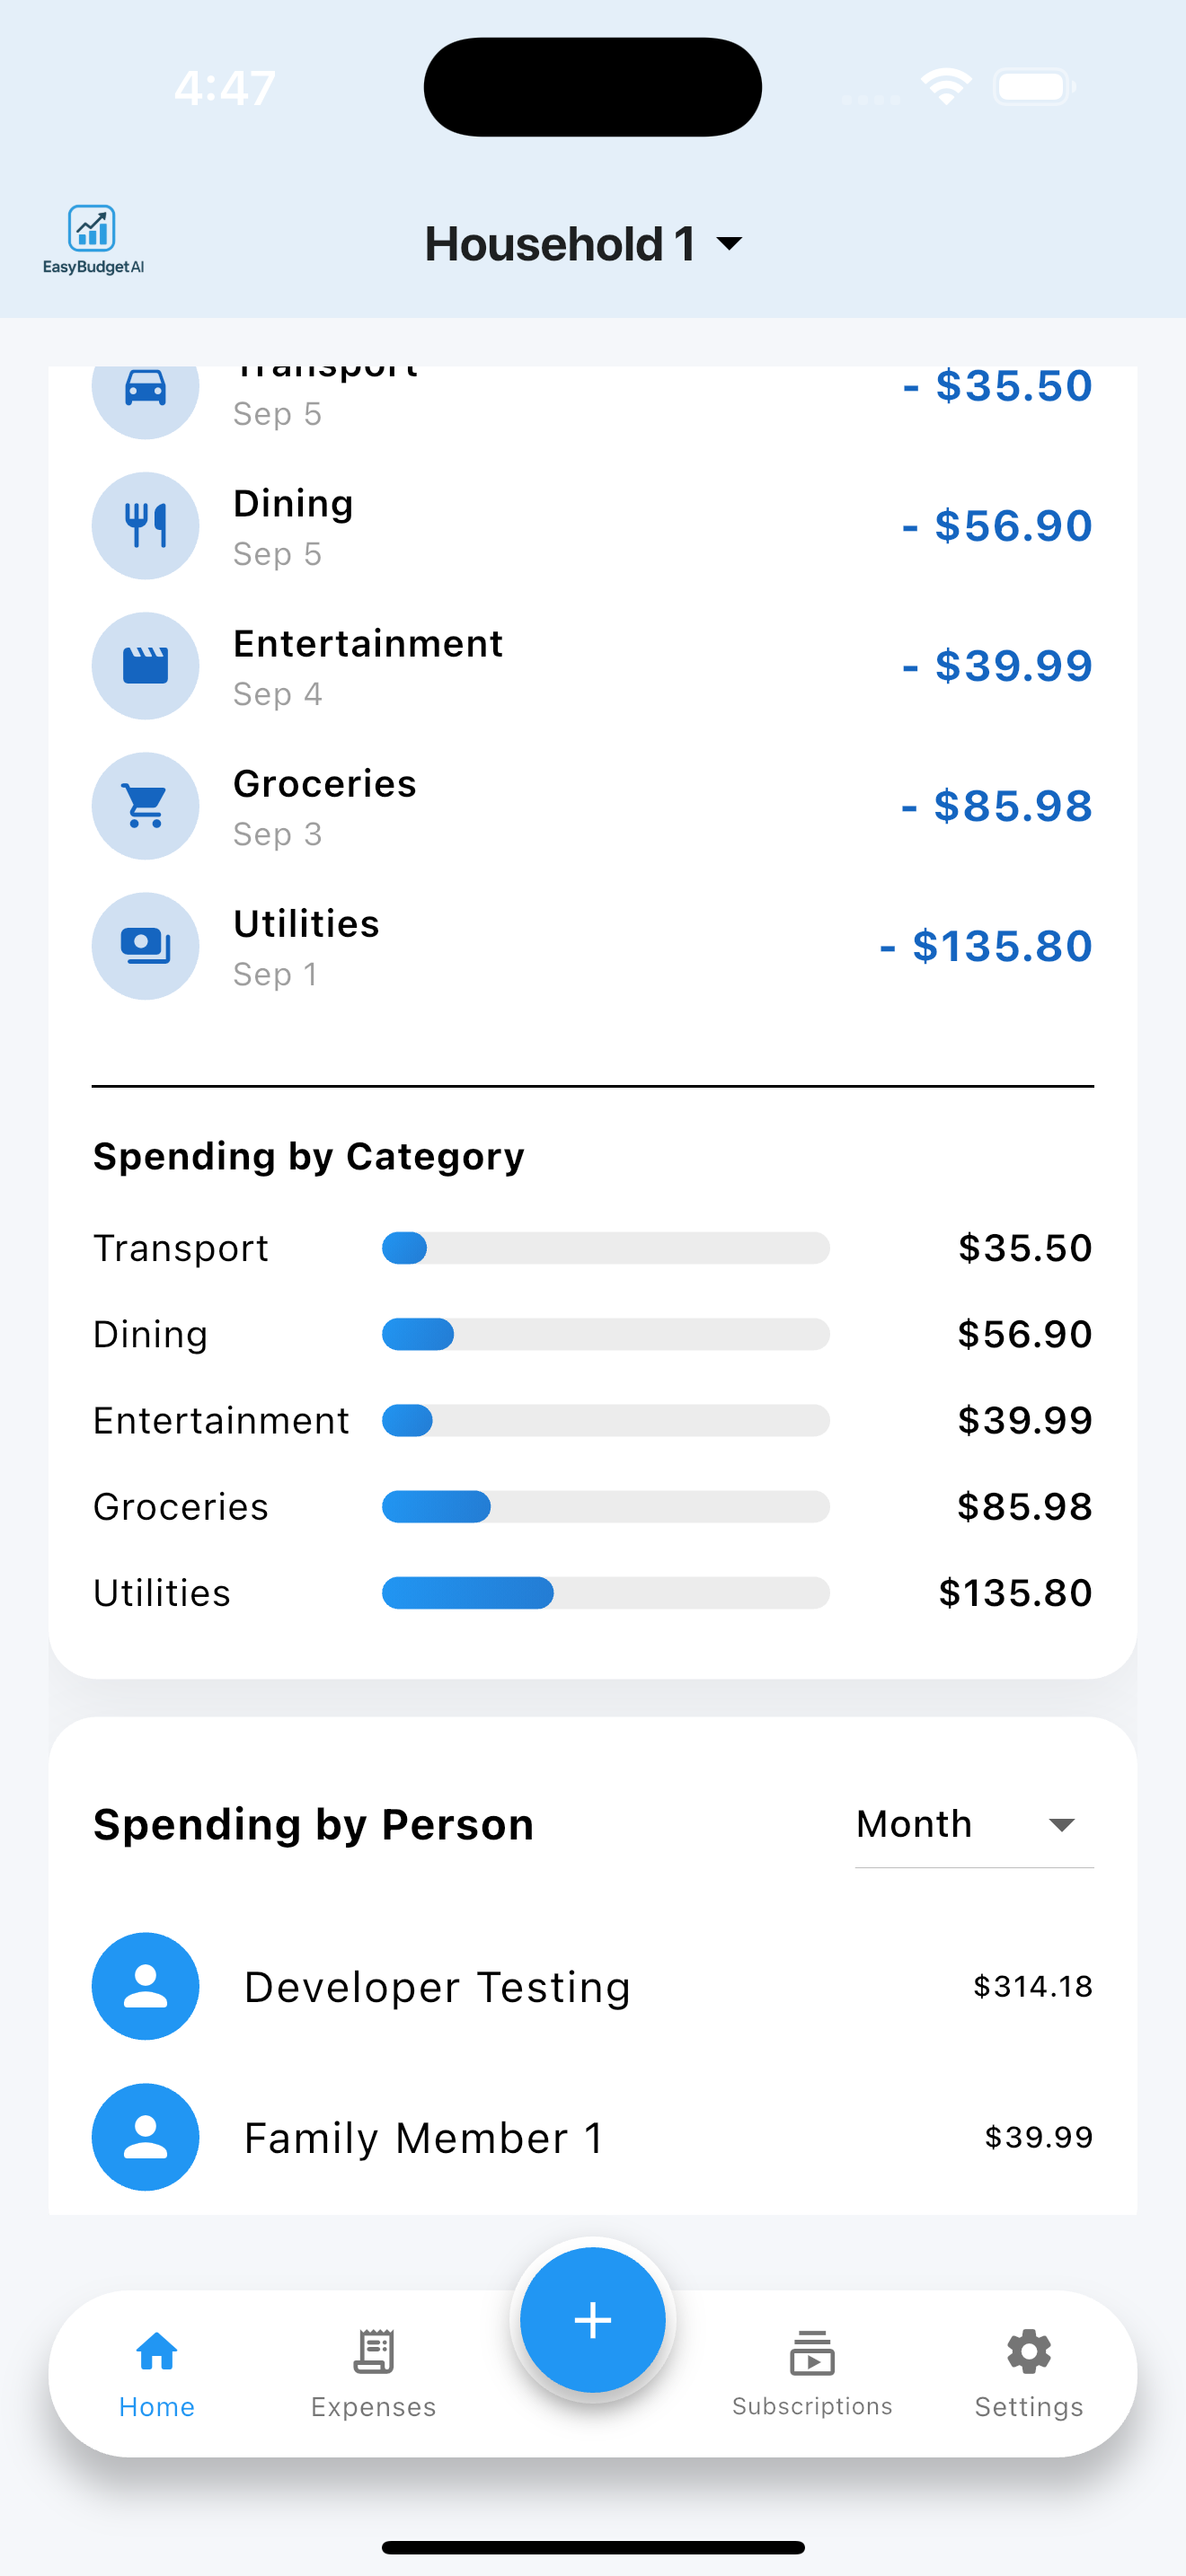 4:47
EasyBudgetAI
Household 1
Transport
- $35.50
Sep 5
Dining
- $56.90
Sep 5
Entertainment
- $39.99
Sep 4
Groceries
- $85.98
Sep 3
Utilities
- $135.80
Sep 1
Spending by Category
Transport $35.50
Dining $56.90
Entertainment $39.99
Groceries $85.98
Utilities $135.80
Spending by Person Month
Developer Testing $314.18
Family Member 1 $39.99
Home Expenses Subscriptions Settings